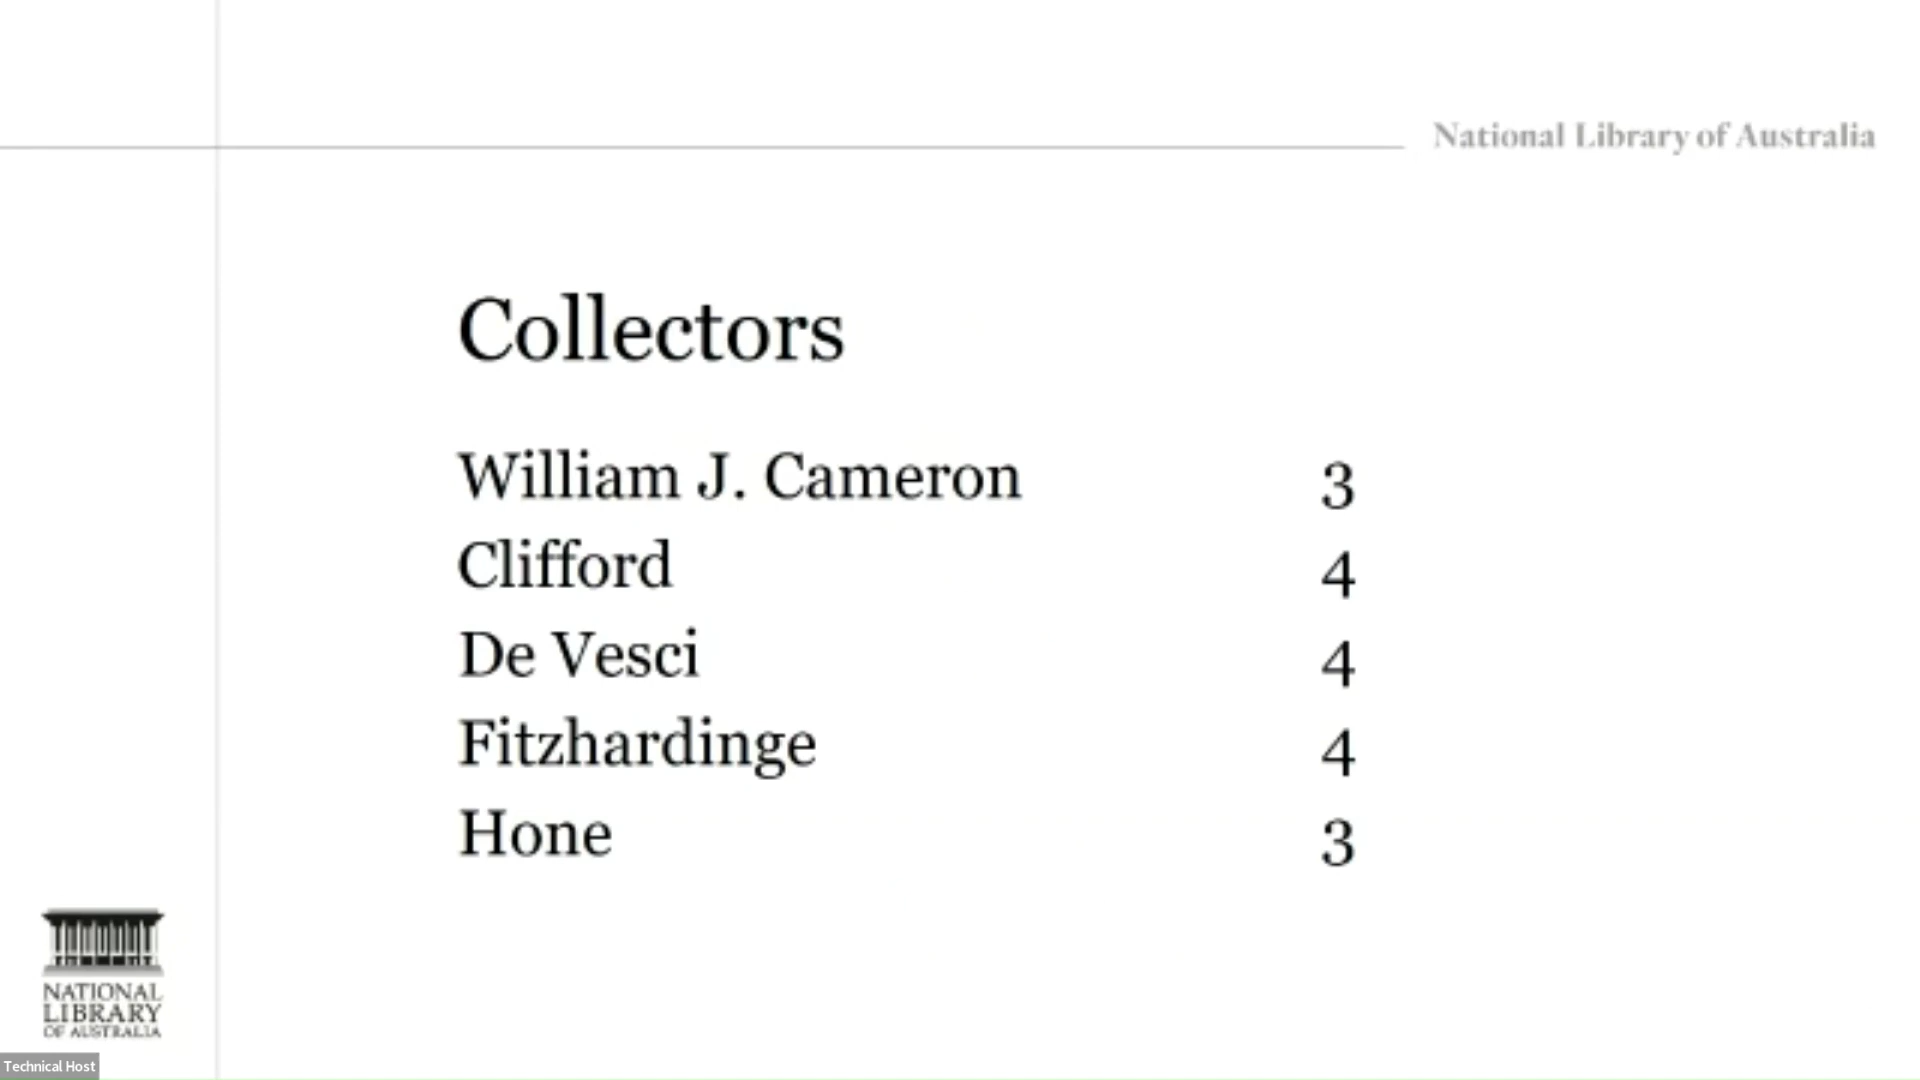 National Library of Australia
Collectors
William J. Cameron 3
Clifford 4
De Vesci 4
Fitzhardinge 4
Hone 3
NATIONAL
LIBRARY
OF AUSTRALIA
Technical Host